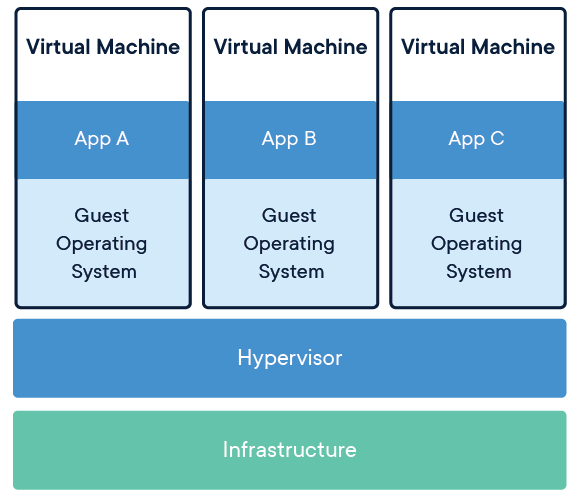 Virtual Machine
App A
Guest
Operating
System
Virtual Machine
App B
Guest
Operating
System
Virtual Machine
App C
Guest
Operating
System
Hypervisor
Infrastructure